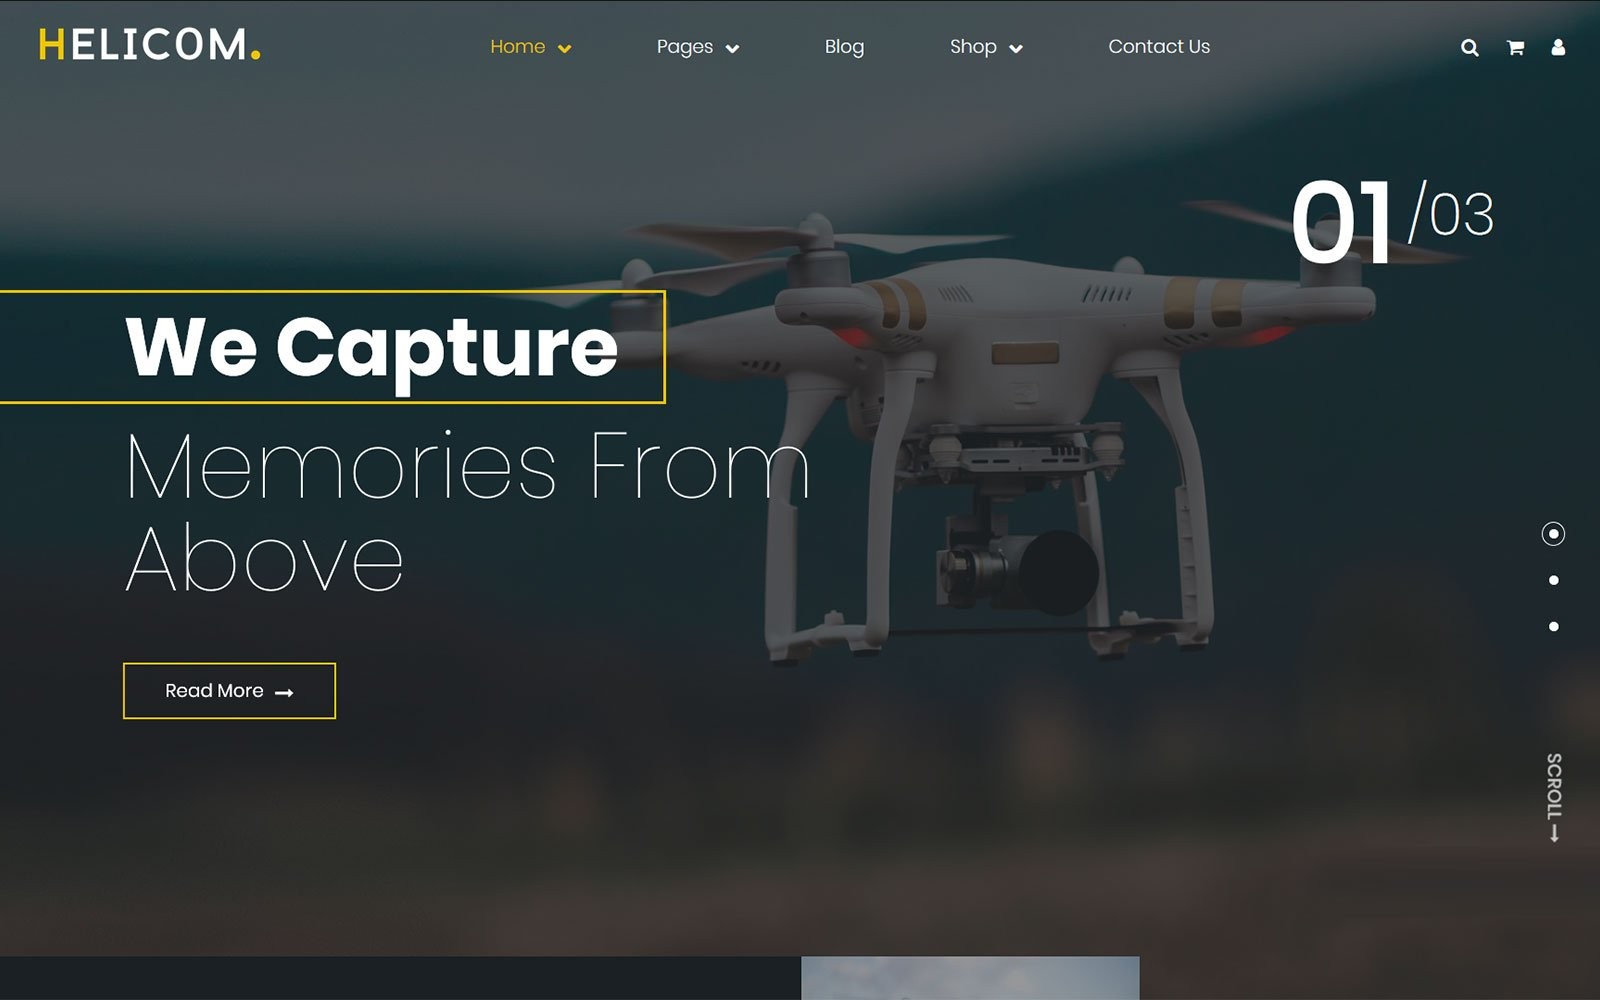 HELICOM.
Home
Pages
Blog
Shop
Contact Us
01 /03
We Capture
Memories From
Above
Read More
SCROLL